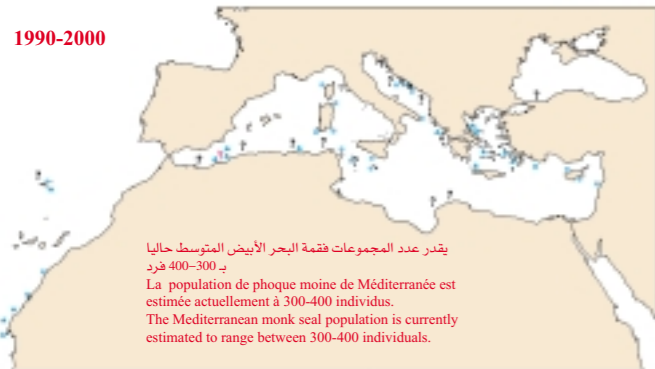 1990-2000
يقدر عدد المجموعات فقمة البحر الأبيض المتوسط حاليا
بـ 300–400 فرد
La population de phoque moine de Méditerranée est
estimée actuellement à 300-400 individus.
The Mediterranean monk seal population is currently
estimated to range between 300-400 individuals.